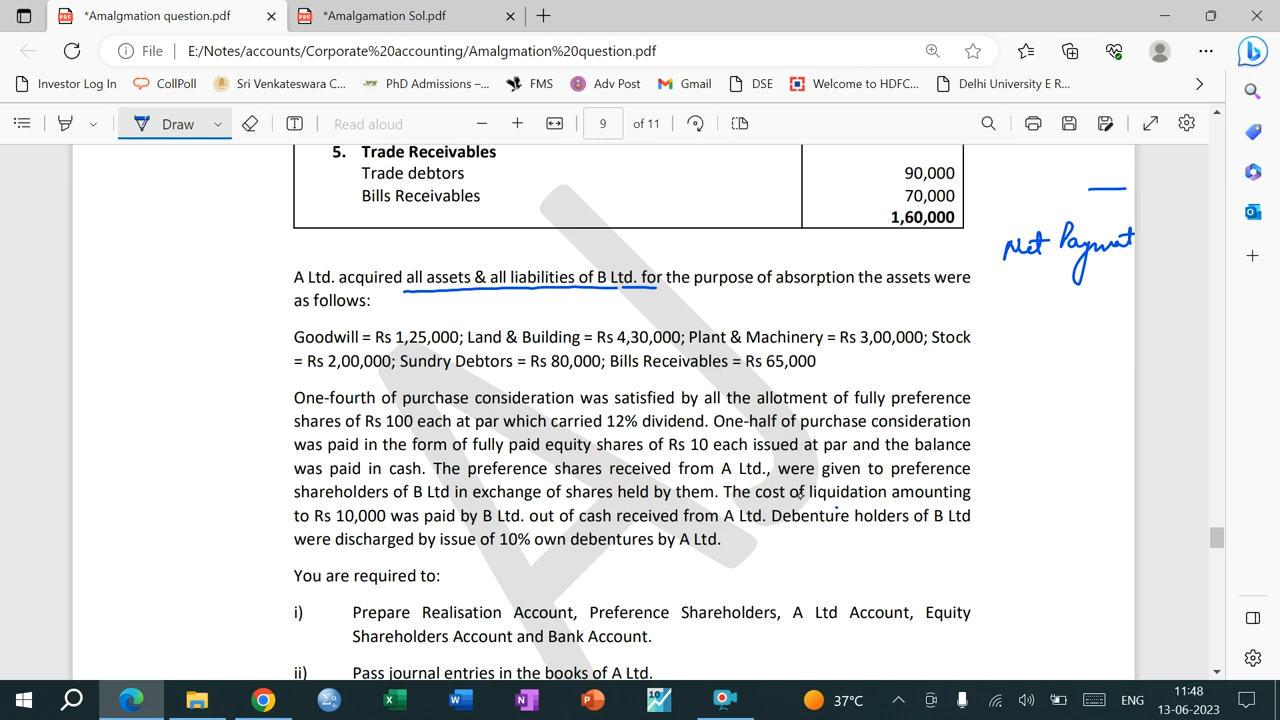 *Amalgmation question.pdf
*Amalgamation Sol.pdf
File E:/Notes/accounts/Corporate%20accounting/Amalgmation%20question.pdf
Investor Log In CollPoll Sri Venkateswara C... PhD Admissions –... FMS Adv Post Gmail DSE Welcome to HDFC... Delhi University E R...
Draw Read aloud 9 of 11
5. Trade Receivables
Trade debtors 90,000
Bills Receivables 70,000
1,60,000
Net Payment
A Ltd. acquired all assets & all liabilities of B Ltd. for the purpose of absorption the assets were
as follows:
Goodwill = Rs 1,25,000; Land & Building = Rs 4,30,000; Plant & Machinery = Rs 3,00,000; Stock
= Rs 2,00,000; Sundry Debtors = Rs 80,000; Bills Receivables = Rs 65,000
One-fourth of purchase consideration was satisfied by all the allotment of fully preference
shares of Rs 100 each at par which carried 12% dividend. One-half of purchase consideration
was paid in the form of fully paid equity shares of Rs 10 each issued at par and the balance
was paid in cash. The preference shares received from A Ltd., were given to preference
shareholders of B Ltd in exchange of shares held by them. The cost of liquidation amounting
to Rs 10,000 was paid by B Ltd. out of cash received from A Ltd. Debenture holders of B Ltd
were discharged by issue of 10% own debentures by A Ltd.
You are required to:
i) Prepare Realisation Account, Preference Shareholders, A Ltd Account, Equity
Shareholders Account and Bank Account.
ii) Pass journal entries in the books of A Ltd.
37°C ENG 11:48
13-06-2023